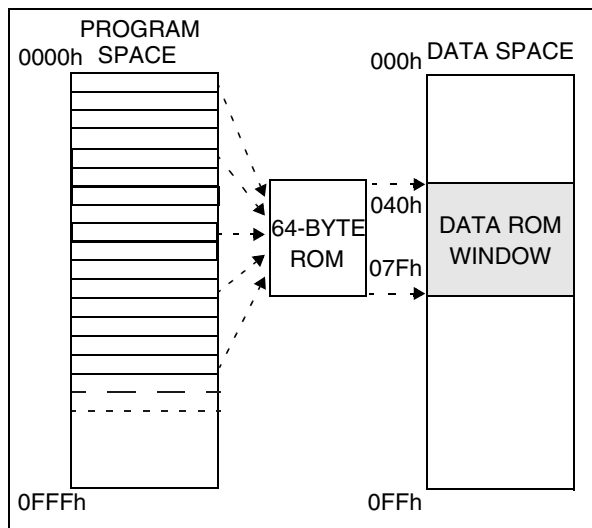 PROGRAM
SPACE
0000h
000h
DATA SPACE
64-BYTE
ROM
040h
07Fh
DATA ROM
WINDOW
0FFFh
0FFh